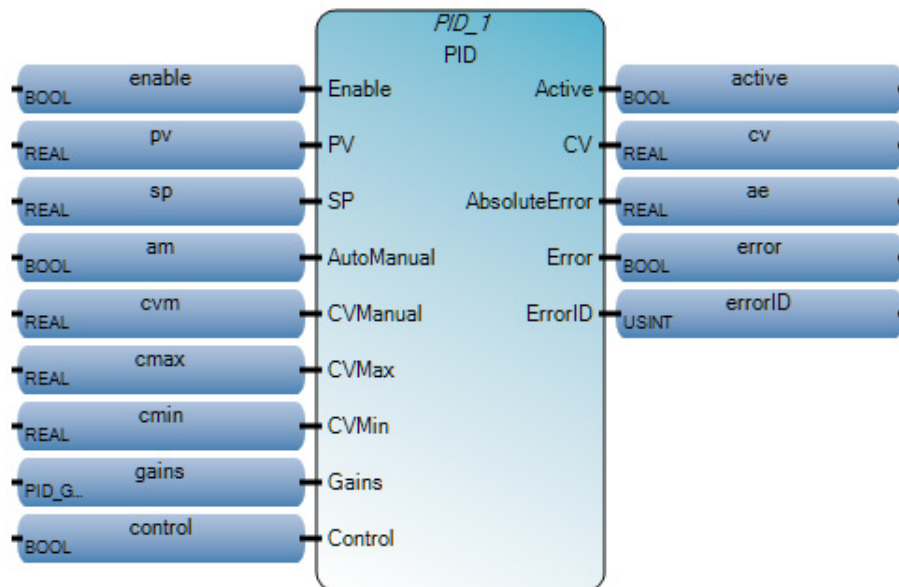 PID_1
PID
enable
BOOL
Enable
Active
active
BOOL
pv
REAL
PV
CV
cv
REAL
sp
REAL
SP
AbsoluteError
ae
REAL
am
BOOL
AutoManual
Error
error
BOOL
cvm
REAL
CVManual
ErrorID
errorID
USINT
cmax
REAL
CVMax
cmin
REAL
CVMin
gains
PID_G...
Gains
control
BOOL
Control